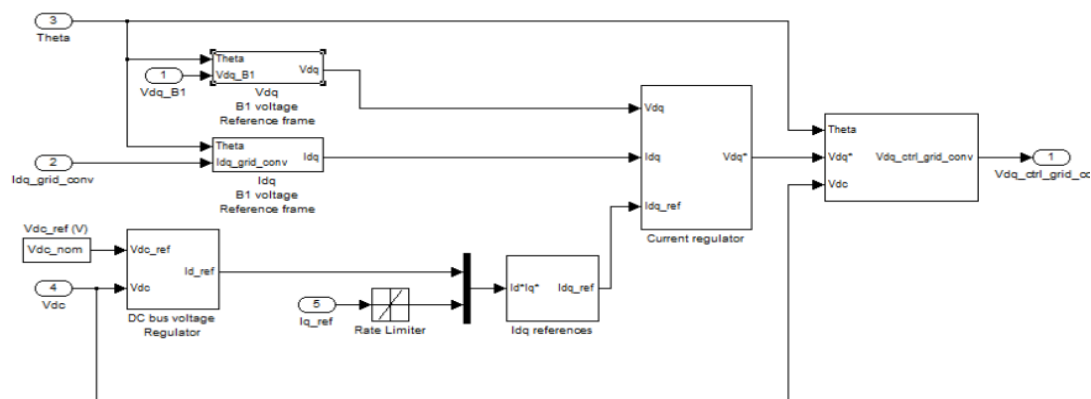 3
Theta
Theta
Vdq_B1
Vdq
1
Vdq_B1
Vdq
B1 voltage
Reference frame
Theta
Idq_grid_conv
Idq
2
Idq_grid_conv
Idq
B1 voltage
Reference frame
Vdq
Idq
Idq_ref
Vdq*
Current regulator
Theta
Vdq*
Vdc
Vdq_ctrl_grid_conv
1
Vdq_ctrl_grid_co
Vdc_ref (V)
Vdc_nom
Vdc_ref
Vdc
Id_ref
4
Vdc
DC bus voltage
Regulator
5
Iq_ref
Rate Limiter
Id*Iq*
Idq_ref
Idq references